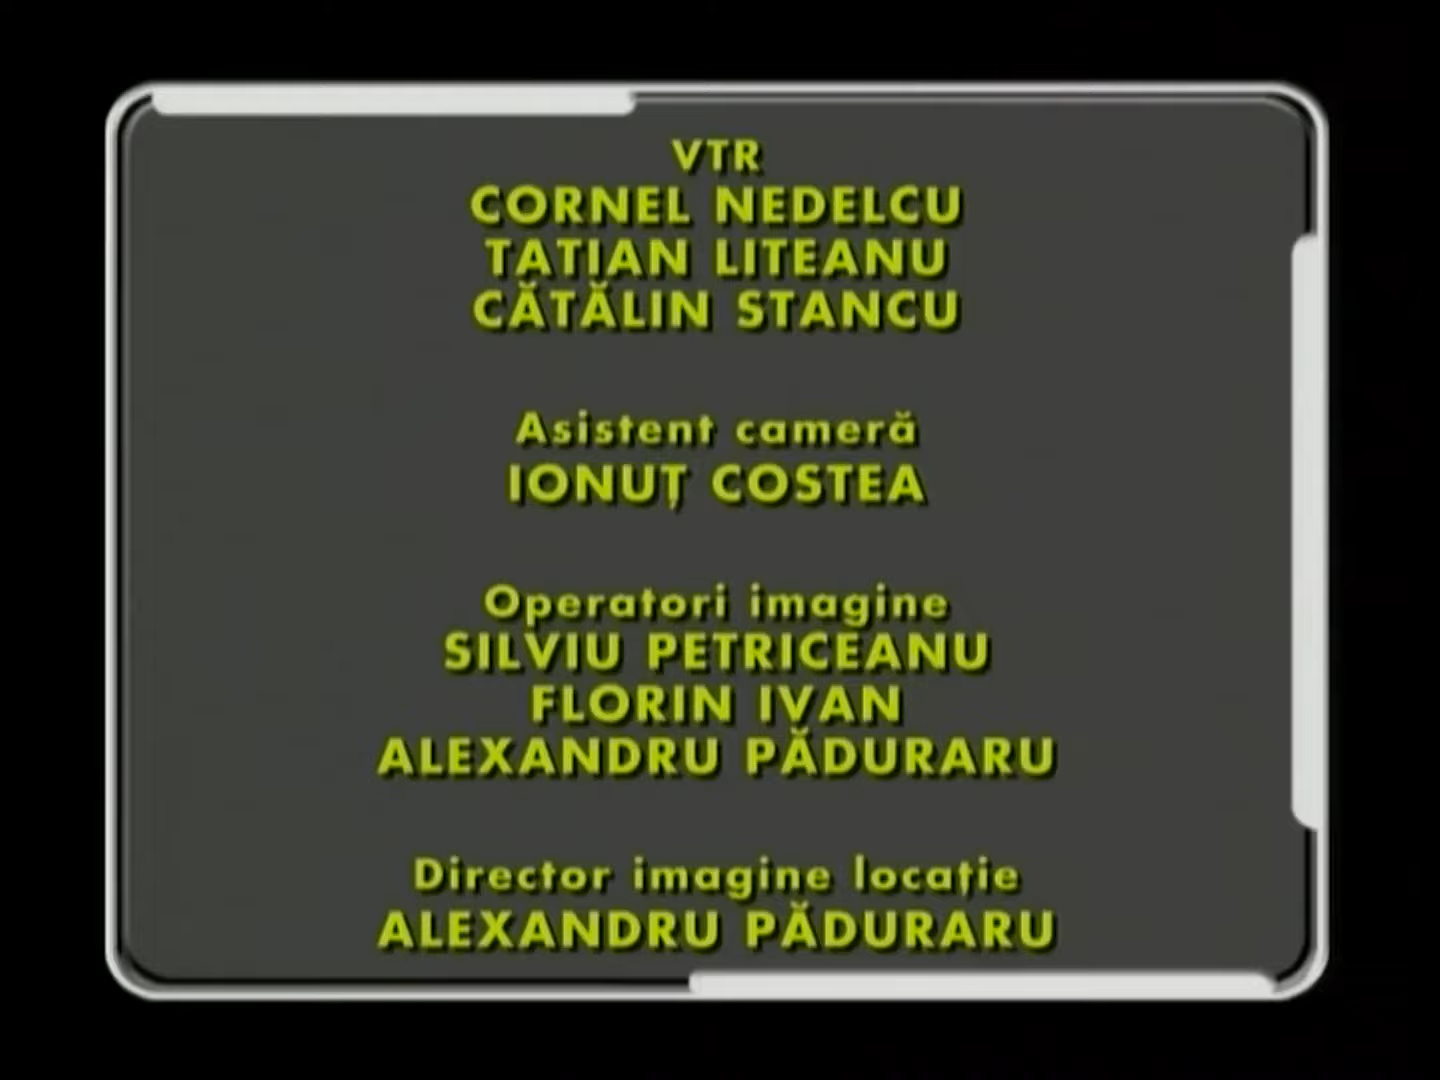 VTR
CORNEL NEDELCU
TATIAN LITEANU
CĂTĂLIN STANCU
Asistent cameră
IONUȚ COSTEA
Operatori imagine
SILVIU PETRICEANU
FLORIN IVAN
ALEXANDRU PĂDURARU
Director imagine locație
ALEXANDRU PĂDURARU